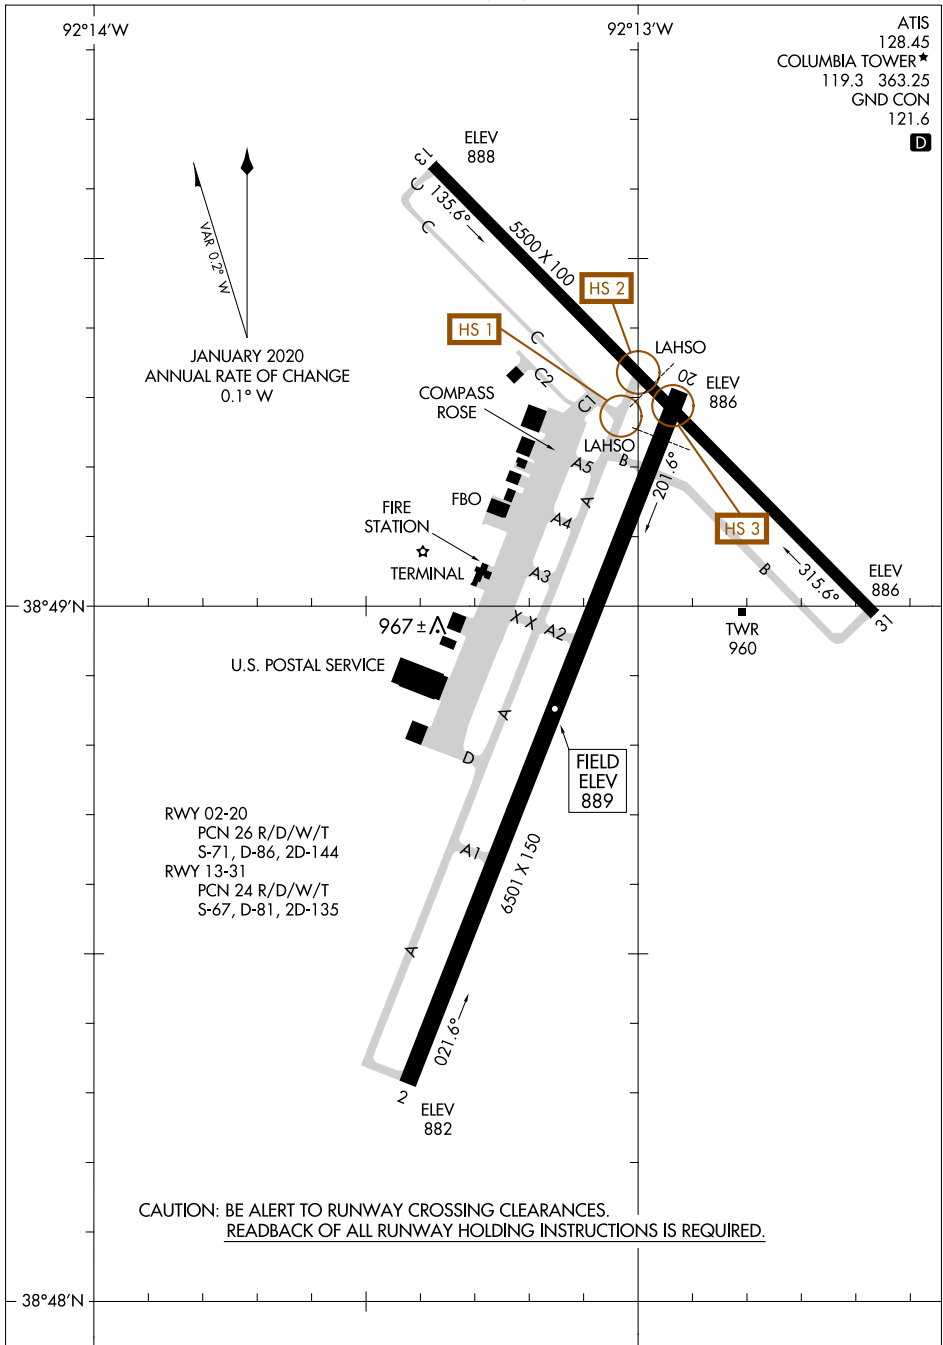 92°14'W
92°13'W
ATIS
128.45
COLUMBIA TOWER★
119.3 363.25
GND CON
121.6
D
ELEV
888
13
C
135.6°
C
5500 X 100
VAR 0.2° W
HS 2
HS 1
C
LAHSO
JANUARY 2020
ANNUAL RATE OF CHANGE
0.1° W
C2
20
ELEV
886
COMPASS
ROSE
C1
LAHSO
A5
B
201.6°
FBO
A
FIRE
STATION
A4
HS 3
TERMINAL
A3
B
315.6°
ELEV
886
38°49'N
X X A2
31
967 ±
TWR
960
U.S. POSTAL SERVICE
A
D
FIELD
ELEV
889
RWY 02-20
PCN 26 R/D/W/T
S-71, D-86, 2D-144
RWY 13-31
PCN 24 R/D/W/T
S-67, D-81, 2D-135
A1
6501 X 150
A
021.6°
2
ELEV
882
CAUTION: BE ALERT TO RUNWAY CROSSING CLEARANCES.
READBACK OF ALL RUNWAY HOLDING INSTRUCTIONS IS REQUIRED.
38°48'N